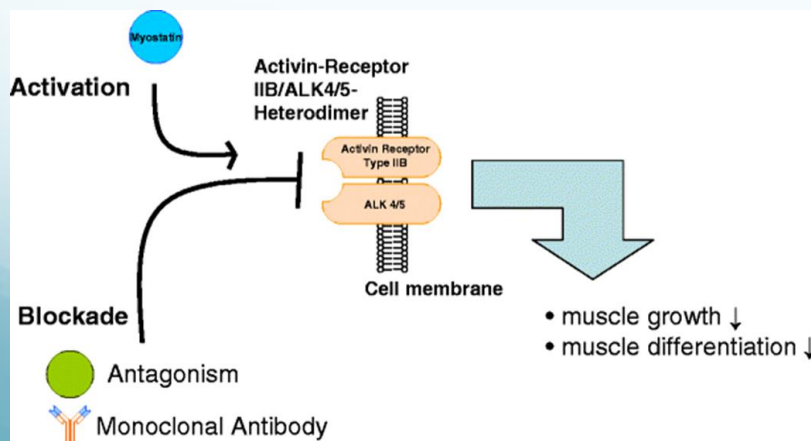 Myostatin
Activation
Activin-Receptor
IIB/ALK4/5-
Heterodimer
Activin Receptor
Type IIB
ALK 4/5
Cell membrane
Blockade
Antagonism
Monoclonal Antibody
• muscle growth ↓
• muscle differentiation ↓